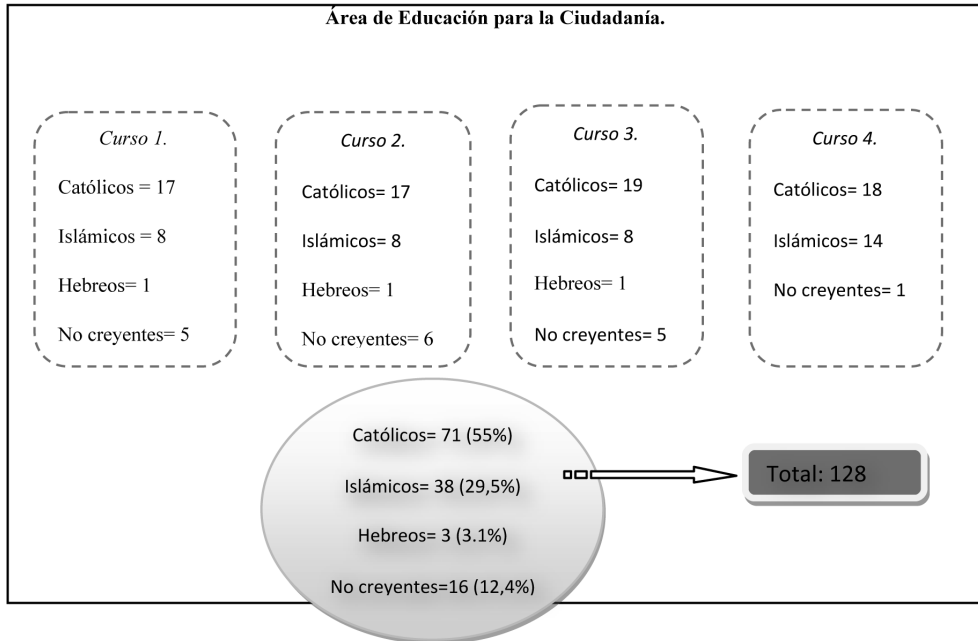 Área de Educación para la Ciudadanía.
Curso 1.
Católicos = 17
Islámicos = 8
Hebreos= 1
No creyentes= 5
Curso 2.
Católicos= 17
Islámicos= 8
Hebreos= 1
No creyentes= 6
Curso 3.
Católicos= 19
Islámicos= 8
Hebreos= 1
No creyentes= 5
Curso 4.
Católicos= 18
Islámicos= 14
No creyentes= 1
Católicos= 71 (55%)
Islámicos= 38 (29,5%)
Hebreos= 3 (3.1%)
No creyentes=16 (12,4%)
Total: 128